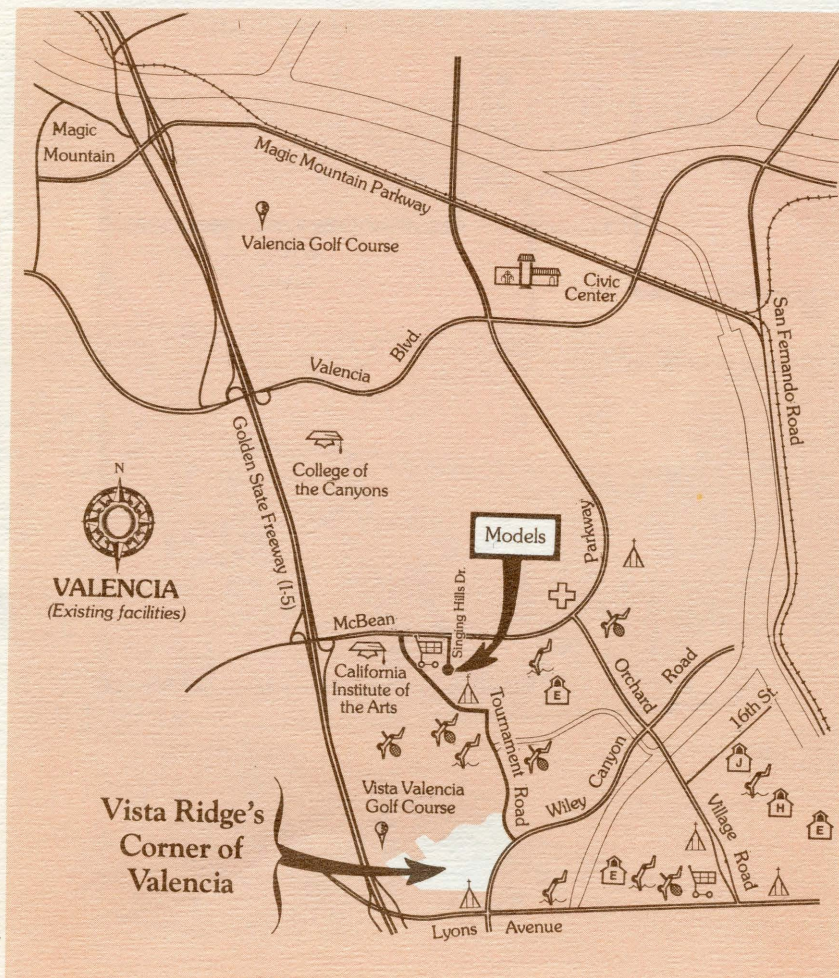 Magic
Mountain
Magic Mountain Parkway
Valencia Golf Course
Civic
Center
Valencia Blvd.
San Fernando Road
Golden State Freeway (I-5)
College of
the Canyons
N
VALENCIA
(Existing facilities)
Models
Parkway
McBean
Singing Hills Dr.
California
Institute of
the Arts
Orchard
Road
16th St.
Tournament
Road
E
Wiley Canyon
J
H
E
Village
Road
Vista Valencia
Golf Course
Vista Ridge's
Corner of
Valencia
E
Lyons Avenue